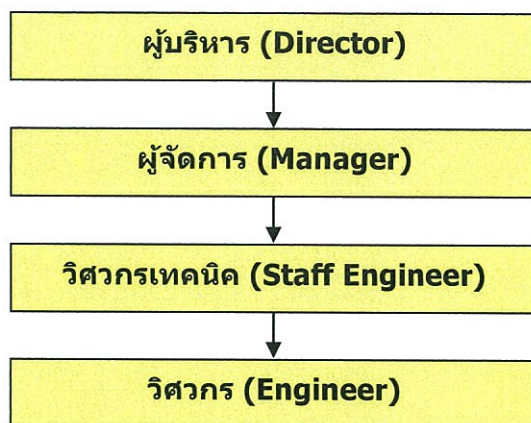 ผู้บริหาร (Director)
ผู้จัดการ (Manager)
วิศวกรเทคนิค (Staff Engineer)
วิศวกร (Engineer)